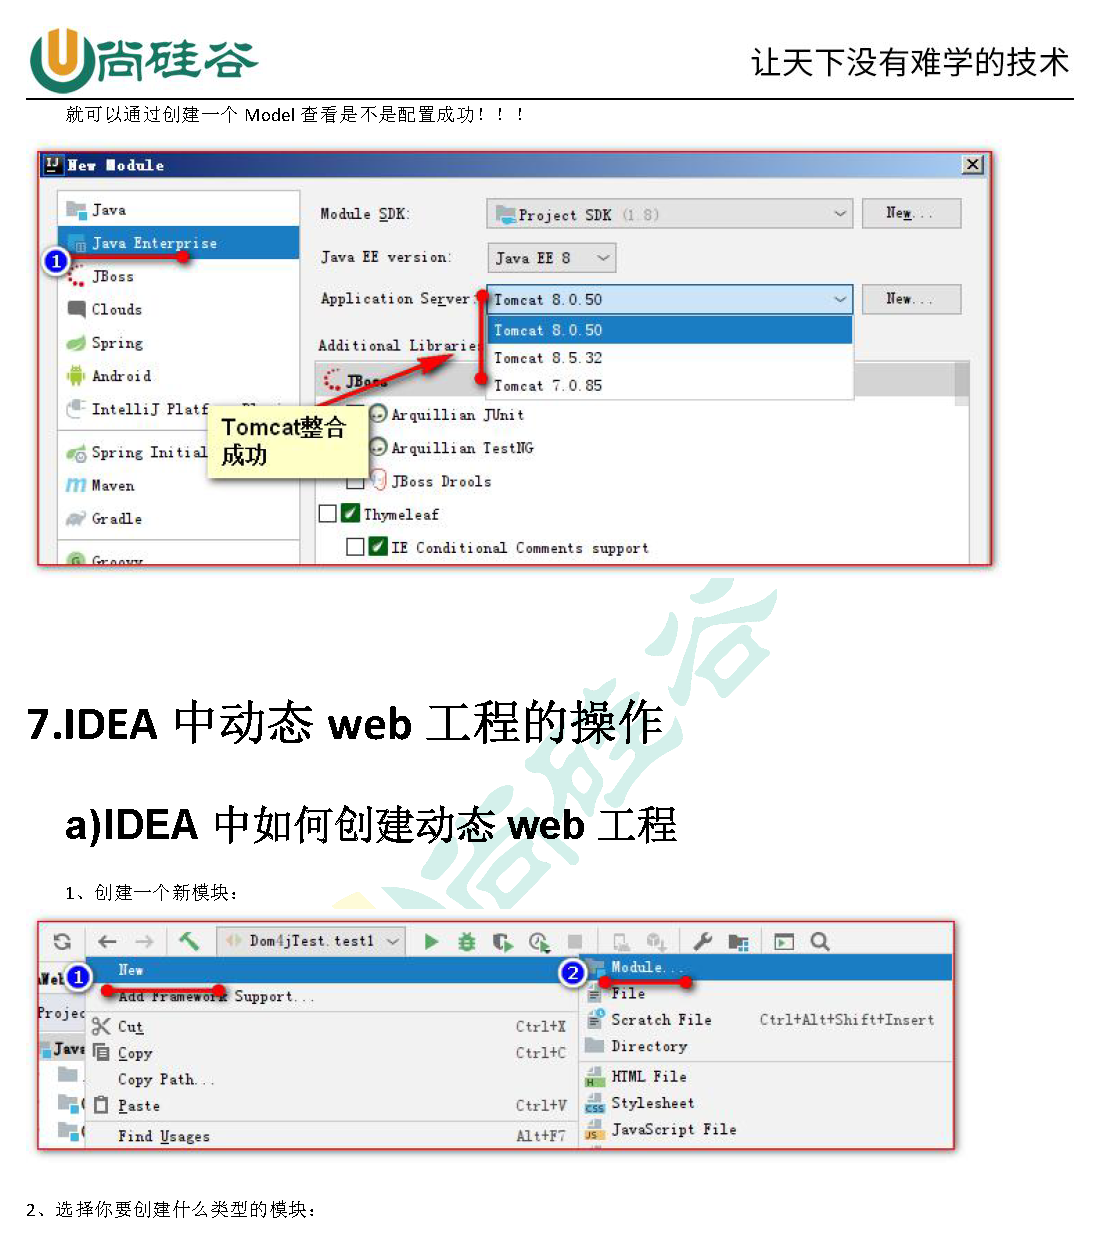 尚硅谷
让天下没有难学的技术
就可以通过创建一个 Model 查看是不是配置成功！！！
New Module
Java
Module SDK:
Project SDK (1.8)
New...
Java Enterprise
1
Java EE version:
Java EE 8
JBoss
Application Server:
Tomcat 8.0.50
New...
Clouds
Tomcat 8.0.50
Spring
Additional Libraries
Tomcat 8.5.32
Android
JBoss
Tomcat 7.0.85
IntelliJ
Arquillian JUnit
Tomcat整合
成功
Spring Initial
Arquillian TestNG
Maven
JBoss Drools
Gradle
Thymeleaf
IE Conditional Comments support
Groovy
尚硅谷
7.IDEA 中动态 web 工程的操作
a)IDEA 中如何创建动态 web 工程
1、创建一个新模块：
Dom4jTest.test1
1
New
2
Module...
Add Framework Support...
File
Projec
Cut Ctrl+X
Scratch File Ctrl+Alt+Shift+Insert
Java
Copy Ctrl+C
Directory
Copy Path...
HTML File
Paste Ctrl+V
Stylesheet
Find Usages Alt+F7
JavaScript File
2、选择你要创建什么类型的模块：